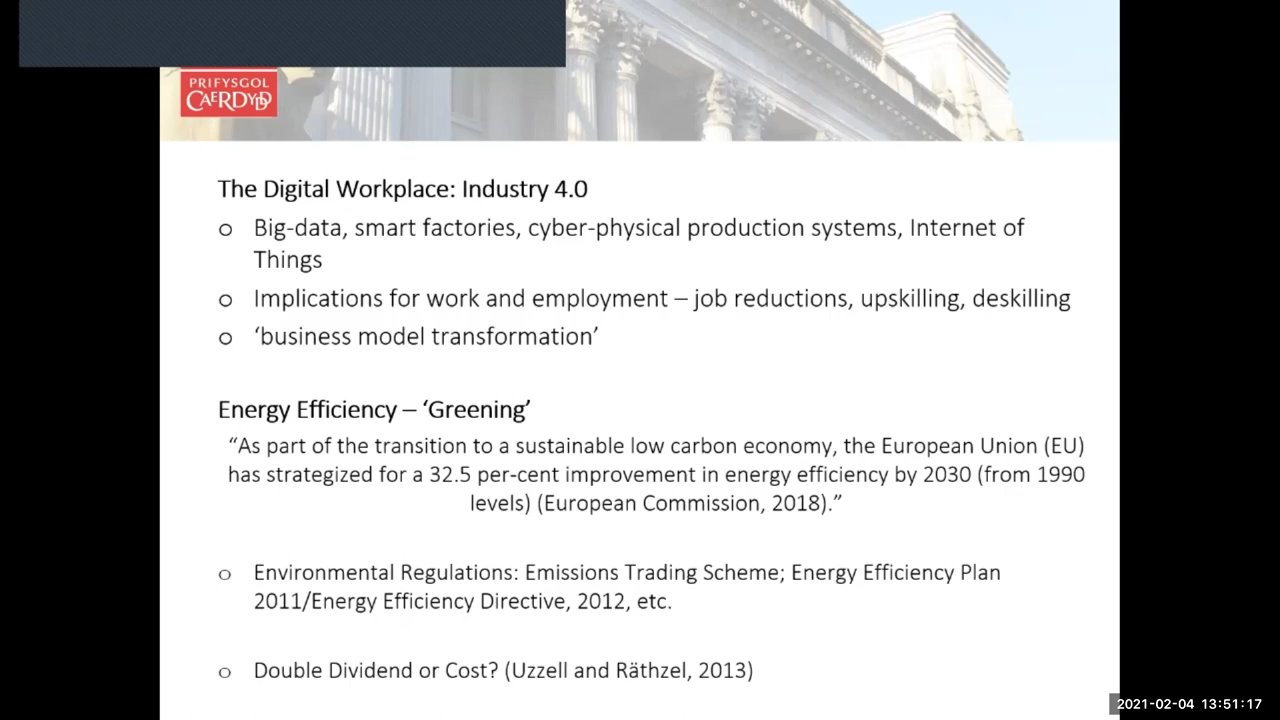 PRIFYSGOL
CAERDYDD
The Digital Workplace: Industry 4.0
o Big-data, smart factories, cyber-physical production systems, Internet of
Things
o Implications for work and employment – job reductions, upskilling, deskilling
o ‘business model transformation’
Energy Efficiency – ‘Greening’
“As part of the transition to a sustainable low carbon economy, the European Union (EU)
has strategized for a 32.5 per-cent improvement in energy efficiency by 2030 (from 1990
levels) (European Commission, 2018).”
o Environmental Regulations: Emissions Trading Scheme; Energy Efficiency Plan
2011/Energy Efficiency Directive, 2012, etc.
o Double Dividend or Cost? (Uzzell and Räthzel, 2013)
2021-02-04 13:51:17